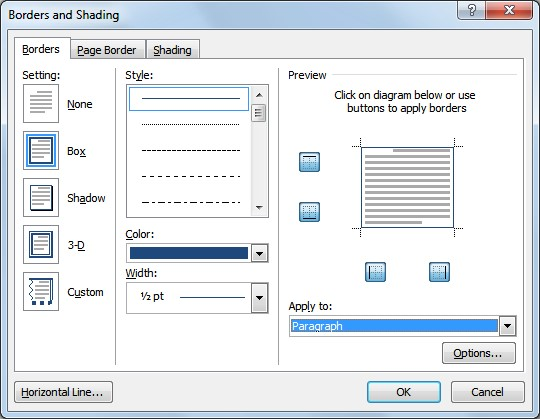 Borders and Shading
Borders
Page Border
Shading
Setting:
None
Box
Shadow
3-D
Custom
Style:
Color:
Width:
½ pt
Preview
Click on diagram below or use
buttons to apply borders
Apply to:
Paragraph
Options...
Horizontal Line...
OK
Cancel